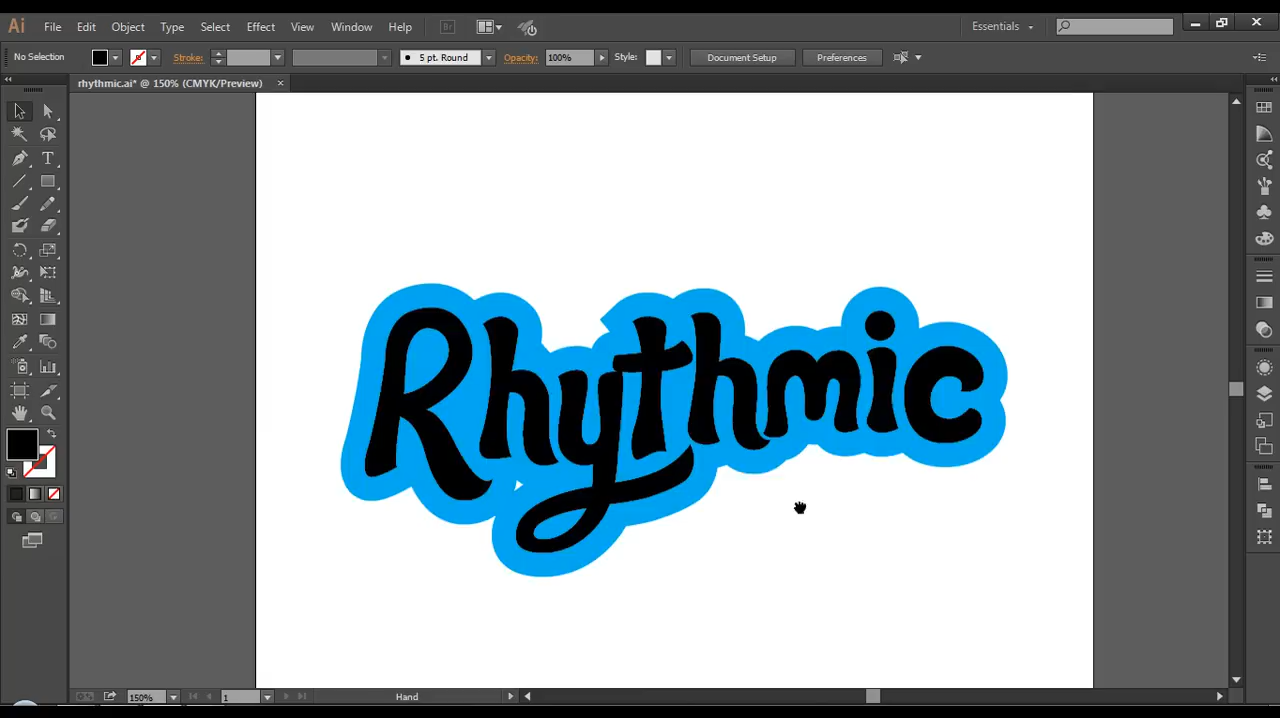 Ai File Edit Object Type Select Effect View Window Help Br Essentials
No Selection Stroke: 5 pt. Round Opacity: 100% Style: Document Setup Preferences
rhythmic.ai* @ 150% (CMYK/Preview)
T
Rhythmic
150% 1 Hand